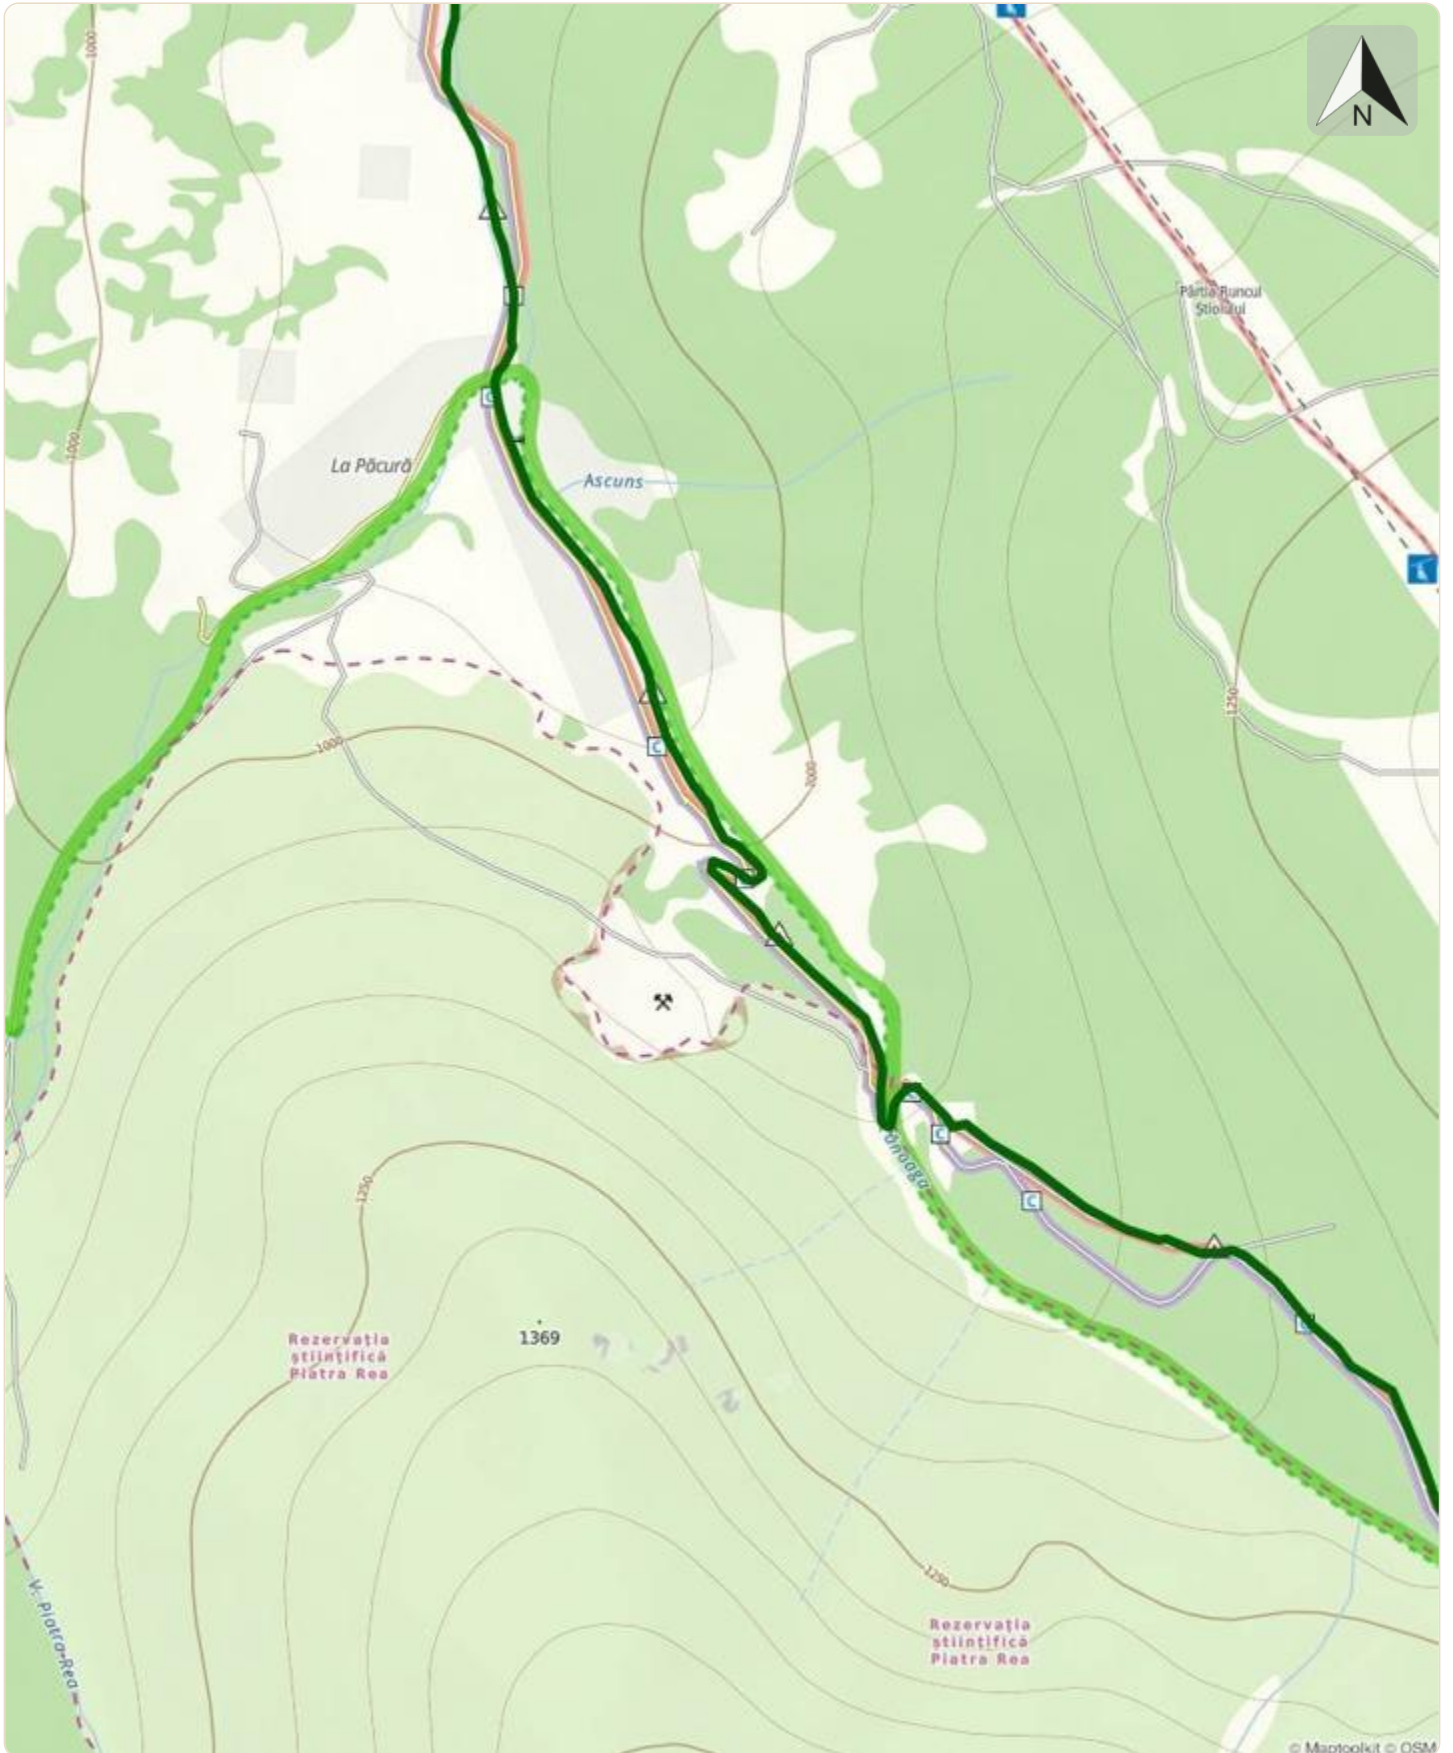 1000
N
Pârtia Runcul
Știolului
La Păcură
1000
Ascuns
1250
1000
1000
C
C
C
1250
1369
Rezervația
științifică
Piatra Rea
1250
V. Piatra Rea
Rezervația
științifică
Piatra Rea
© Maptoolkit © OSM